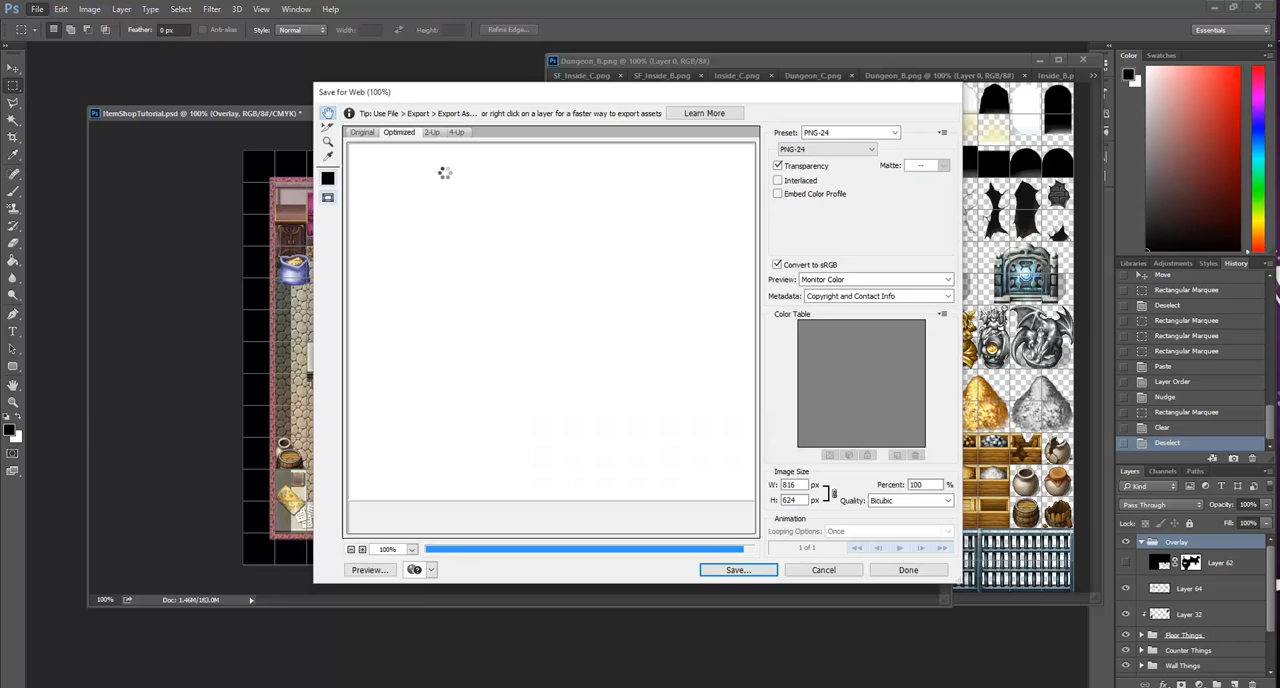 Ps File Edit Image Layer Type Select Filter 3D View Window Help
Feather: 0 px Anti-alias Style: Normal Width: Height: Refine Edge... Essentials
Dungeon_B.png @ 100% (Layer 0, RGB/8#)
SF_Inside_C.png × SF_Inside_B.png × Inside_C.png × Dungeon_C.png × Dungeon_B.png @ 100% (Layer 0, RGB/8#) × Inside_B.p
Color Swatches
Save for Web (100%)
ItemShopTutorial.psd @ 100% (Overlay, RGB/8#/CMYK) *
Tip: Use File > Export > Export As... or right click on a layer for a faster way to export assets Learn More
Original Optimized 2-Up 4-Up
Preset: PNG-24
PNG-24
Transparency Matte: --
Interlaced
Embed Color Profile
Convert to sRGB
Preview: Monitor Color
Metadata: Copyright and Contact Info
Color Table
Image Size
W: 816 px Percent: 100 %
H: 624 px Quality: Bicubic
Animation
Looping Options: Once
1 of 1
100%
Preview... Save... Cancel Done
100% Doc: 1.46M/183.0M
Libraries Adjustments Styles History
Move
Rectangular Marquee
Deselect
Rectangular Marquee
Rectangular Marquee
Rectangular Marquee
Paste
Layer Order
Nudge
Rectangular Marquee
Clear
Deselect
Layers Channels Paths
Kind
Pass Through Opacity: 100%
Lock: Fill: 100%
Overlay
Layer 62
Layer 64
Layer 32
Floor Things
Counter Things
Wall Things